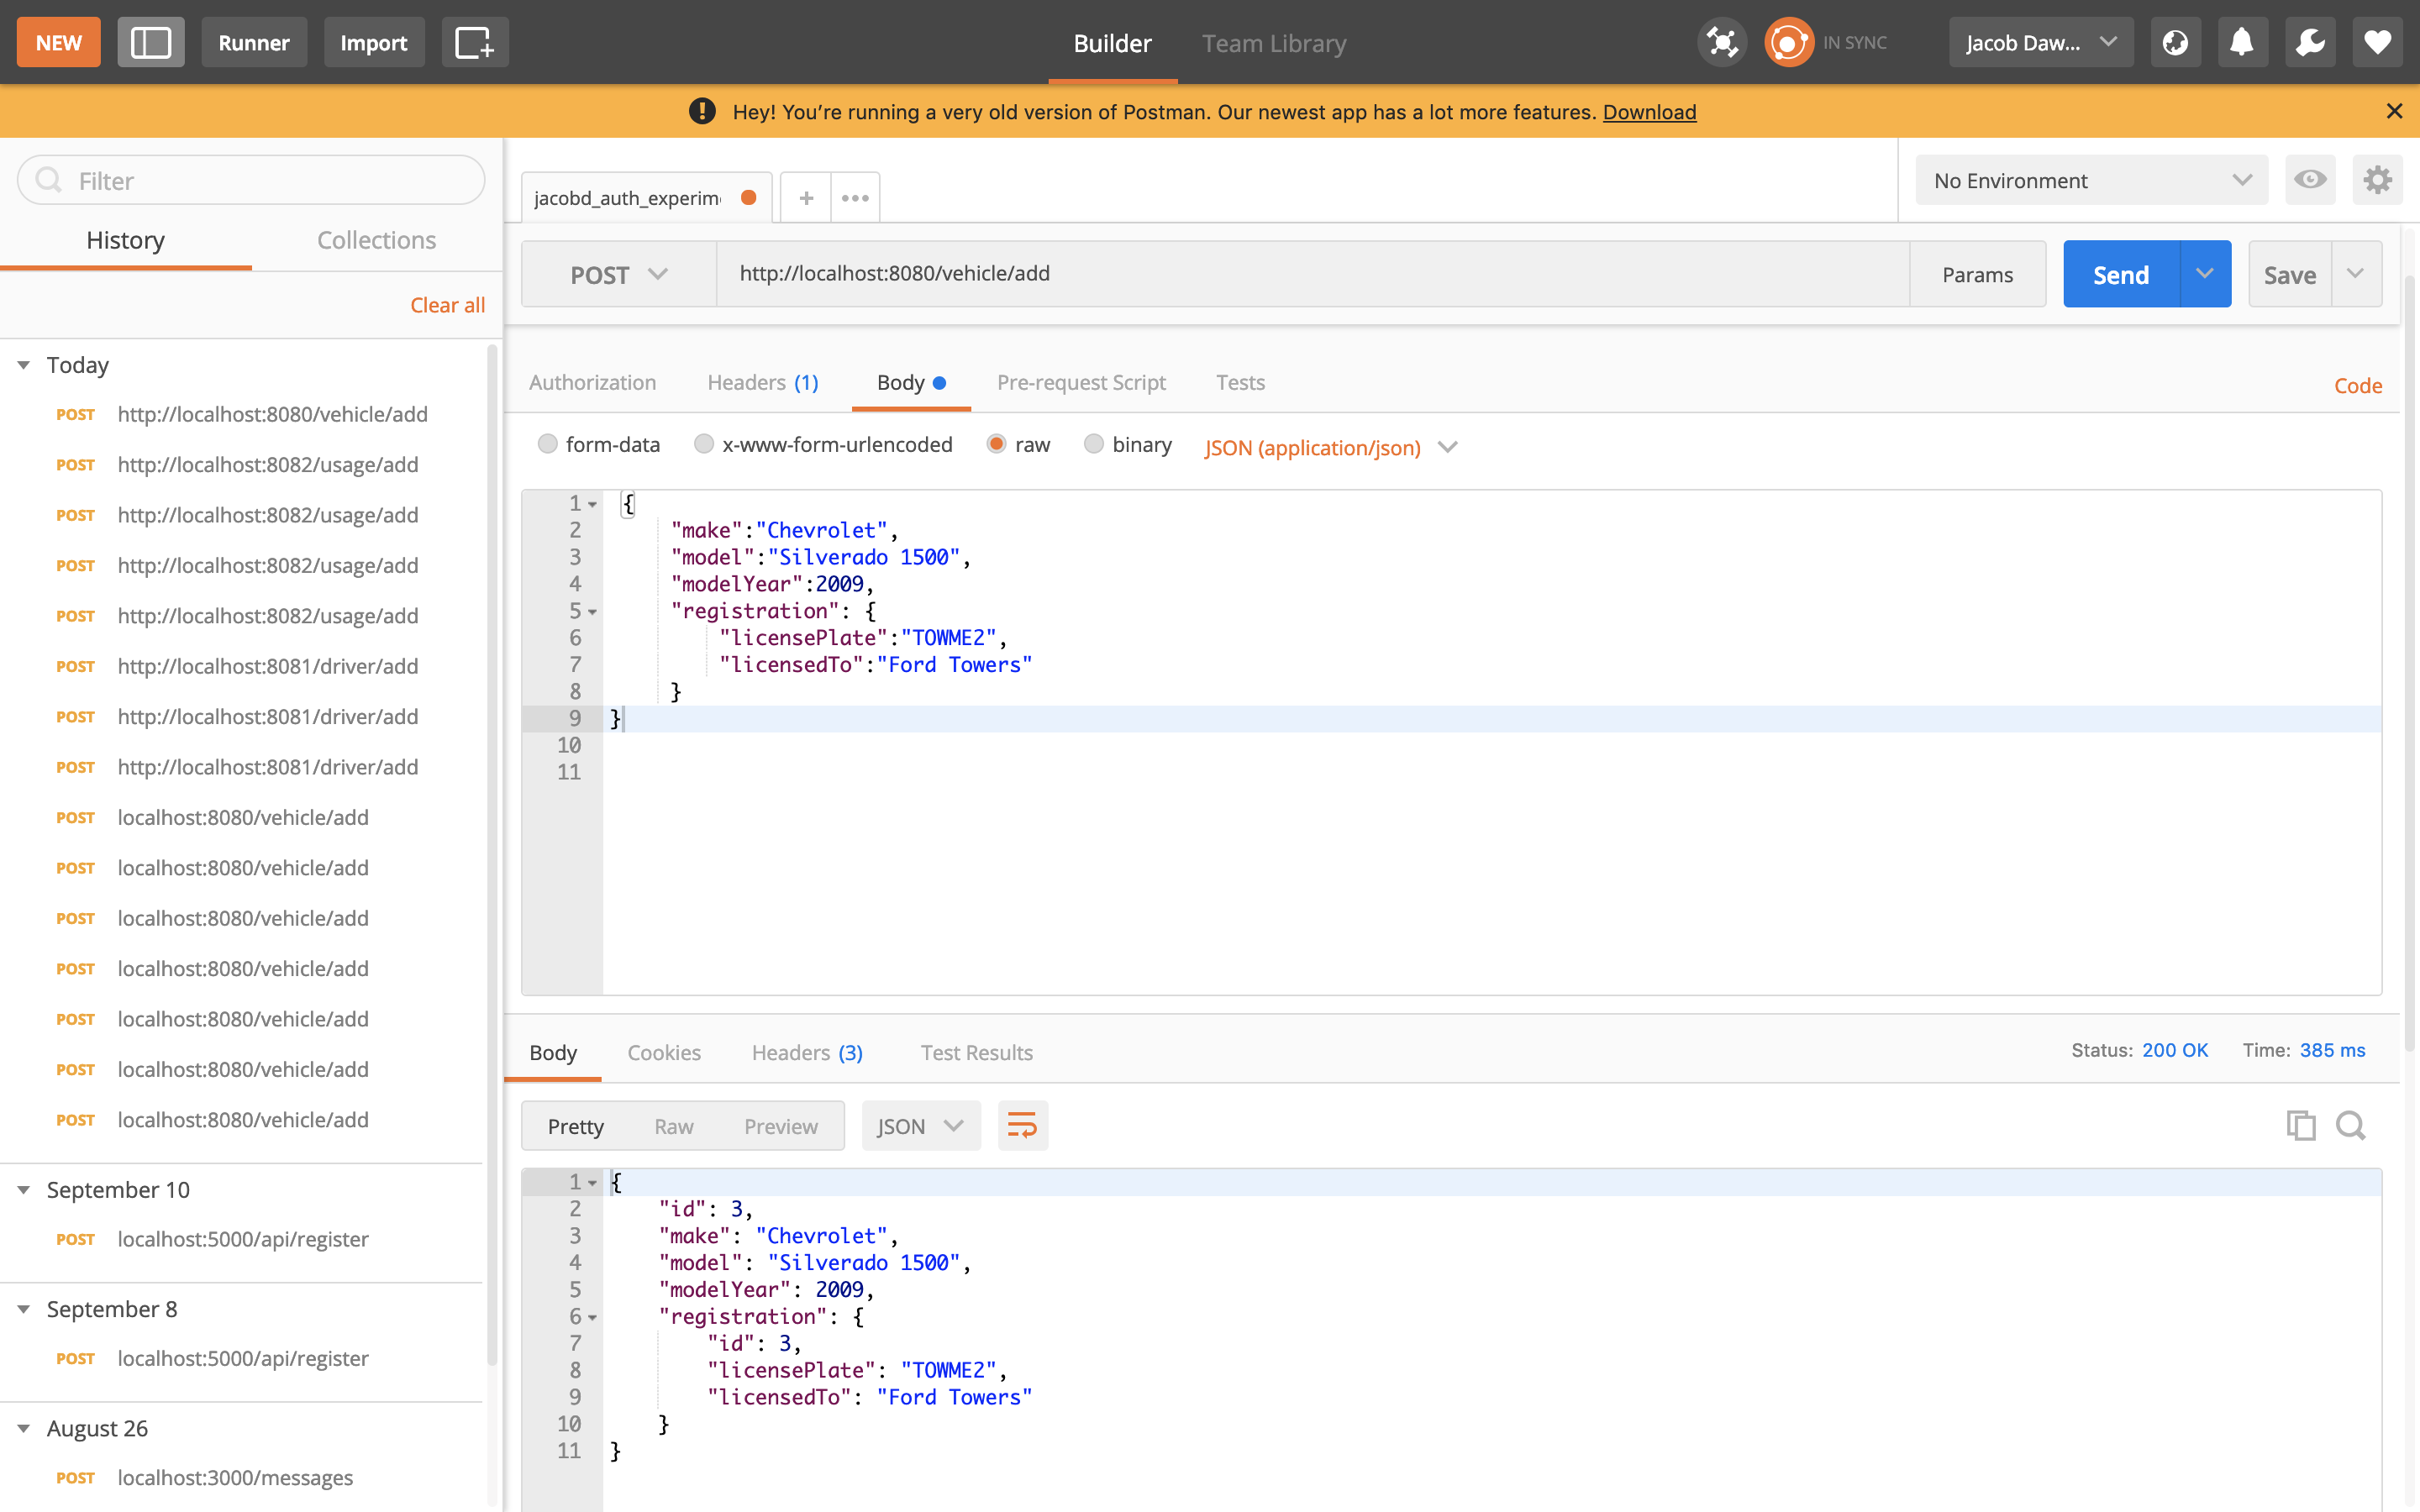 NEW
Runner
Import
Builder
Team Library
IN SYNC
Jacob Daw...
Hey! You’re running a very old version of Postman. Our newest app has a lot more features. Download
Filter
History
Collections
Clear all
Today
POST http://localhost:8080/vehicle/add
POST http://localhost:8082/usage/add
POST http://localhost:8082/usage/add
POST http://localhost:8082/usage/add
POST http://localhost:8082/usage/add
POST http://localhost:8081/driver/add
POST http://localhost:8081/driver/add
POST http://localhost:8081/driver/add
POST localhost:8080/vehicle/add
POST localhost:8080/vehicle/add
POST localhost:8080/vehicle/add
POST localhost:8080/vehicle/add
POST localhost:8080/vehicle/add
POST localhost:8080/vehicle/add
POST localhost:8080/vehicle/add
September 10
POST localhost:5000/api/register
September 8
POST localhost:5000/api/register
August 26
POST localhost:3000/messages
jacobd_auth_experim
+
•••
No Environment
POST
http://localhost:8080/vehicle/add
Params
Send
Save
Authorization
Headers (1)
Body
Pre-request Script
Tests
Code
form-data
x-www-form-urlencoded
raw
binary
JSON (application/json)
1 {
2 "make":"Chevrolet",
3 "model":"Silverado 1500",
4 "modelYear":2009,
5 "registration": {
6 "licensePlate":"TOWME2",
7 "licensedTo":"Ford Towers"
8 }
9 }
10
11
Body
Cookies
Headers (3)
Test Results
Status: 200 OK
Time: 385 ms
Pretty
Raw
Preview
JSON
1 {
2 "id": 3,
3 "make": "Chevrolet",
4 "model": "Silverado 1500",
5 "modelYear": 2009,
6 "registration": {
7 "id": 3,
8 "licensePlate": "TOWME2",
9 "licensedTo": "Ford Towers"
10 }
11 }